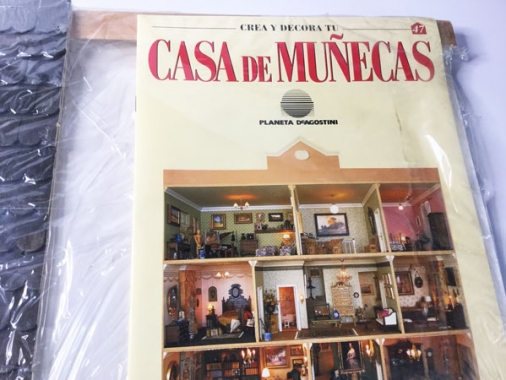 CREA Y DECORA TU
47
CASA DE MUÑECAS
PLANETA DEAGOSTINI